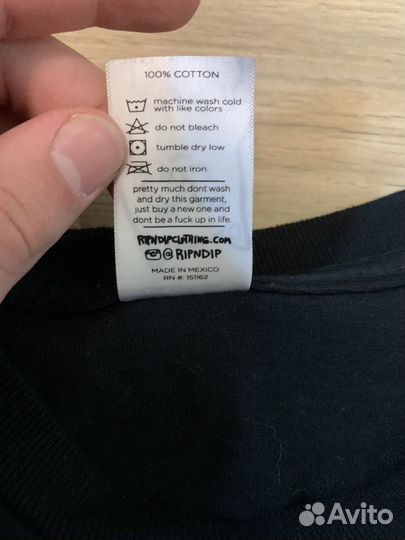 100% COTTON
machine wash cold
with like colors
do not bleach
tumble dry low
do not iron
pretty much dont wash
and dry this garment,
just buy a new one and
dont be a fuck up in life.
RIPNDIPCLOTHING.COM
@RIPNDIP
MADE IN MEXICO
RN #: 151162
Avito